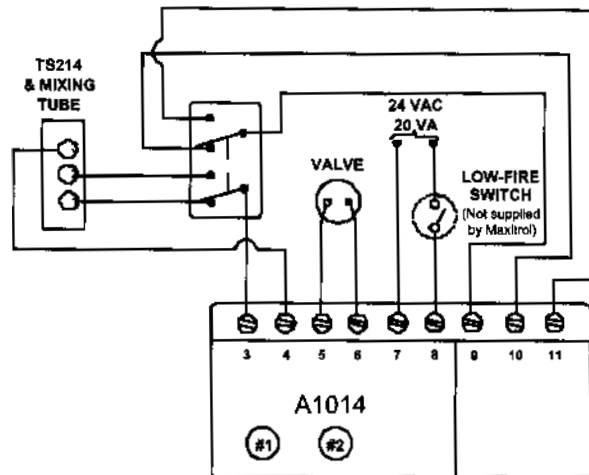 TS214
& MIXING
TUBE
24 VAC
20 VA
VALVE
LOW-FIRE
SWITCH
(Not supplied
by Maxitrol)
3 4 5 6 7 8 9 10 11
A1014
#1 #2